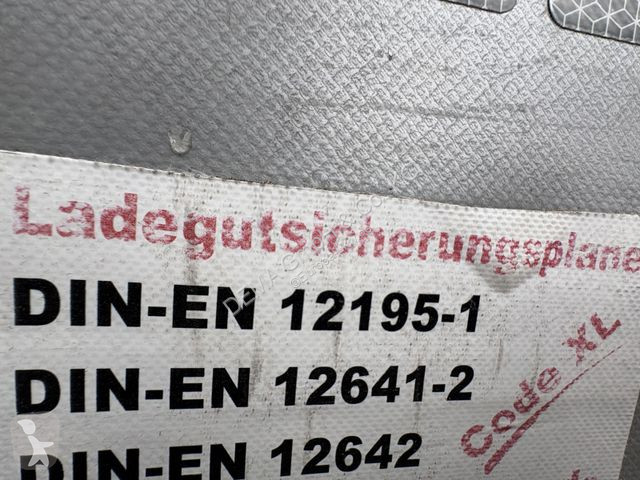 Ladegutsicherungsplane
DIN-EN 12195-1
DIN-EN 12641-2
Code XL
DIN-EN 12642